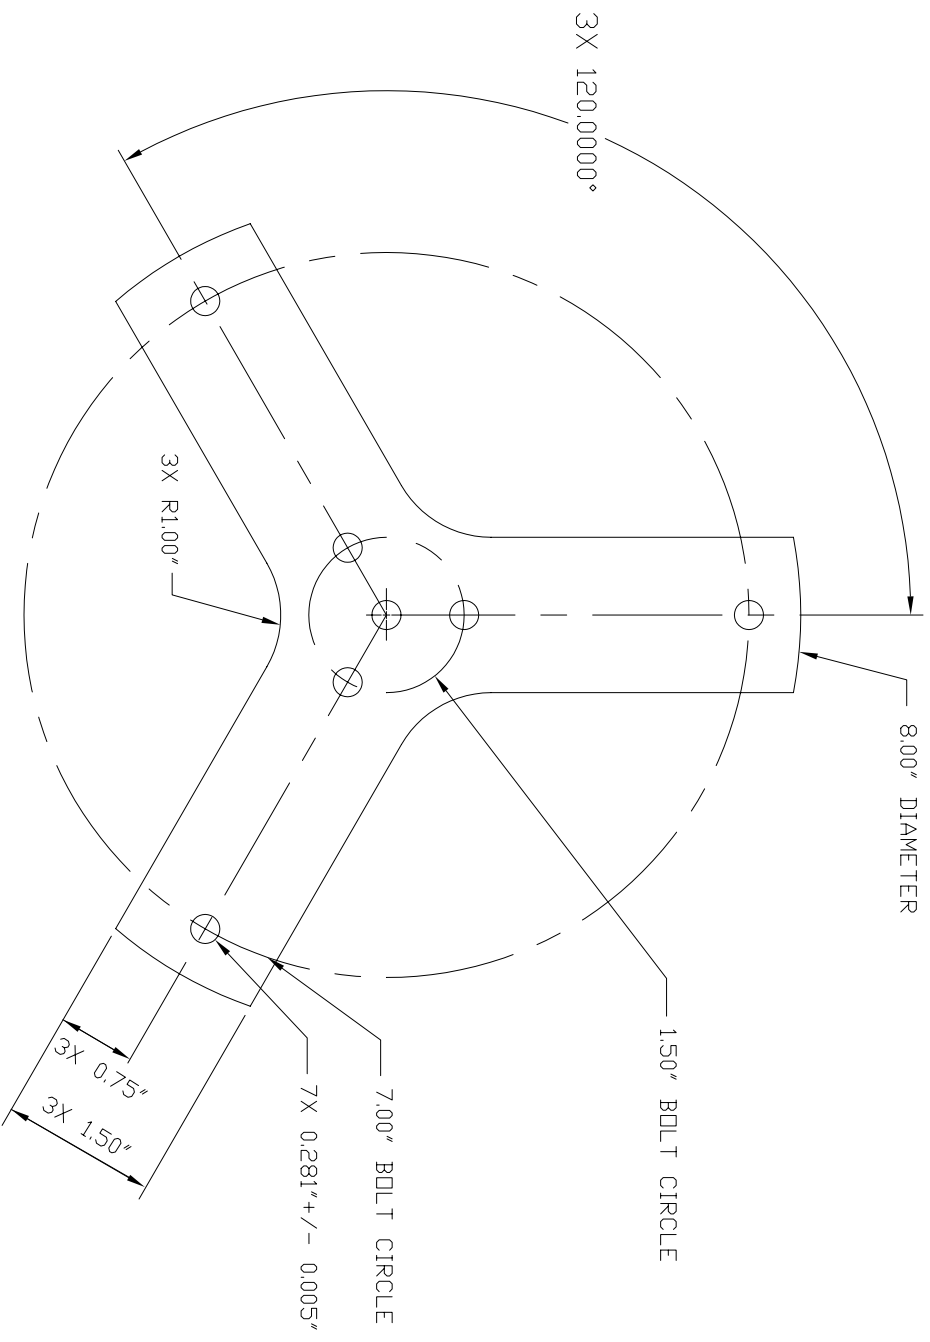 3X 120.0000°
8.00" DIAMETER
1.50" BOLT CIRCLE
7.00" BOLT CIRCLE
7X 0.281"+/- 0.005"
3X R1.00"
3X 0.75"
3X 1.50"